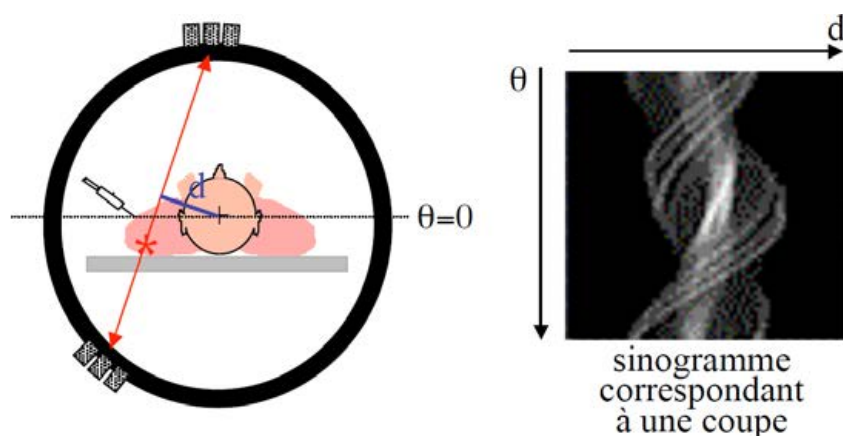 d
θ=0
d
θ
sinogramme
correspondant
à une coupe